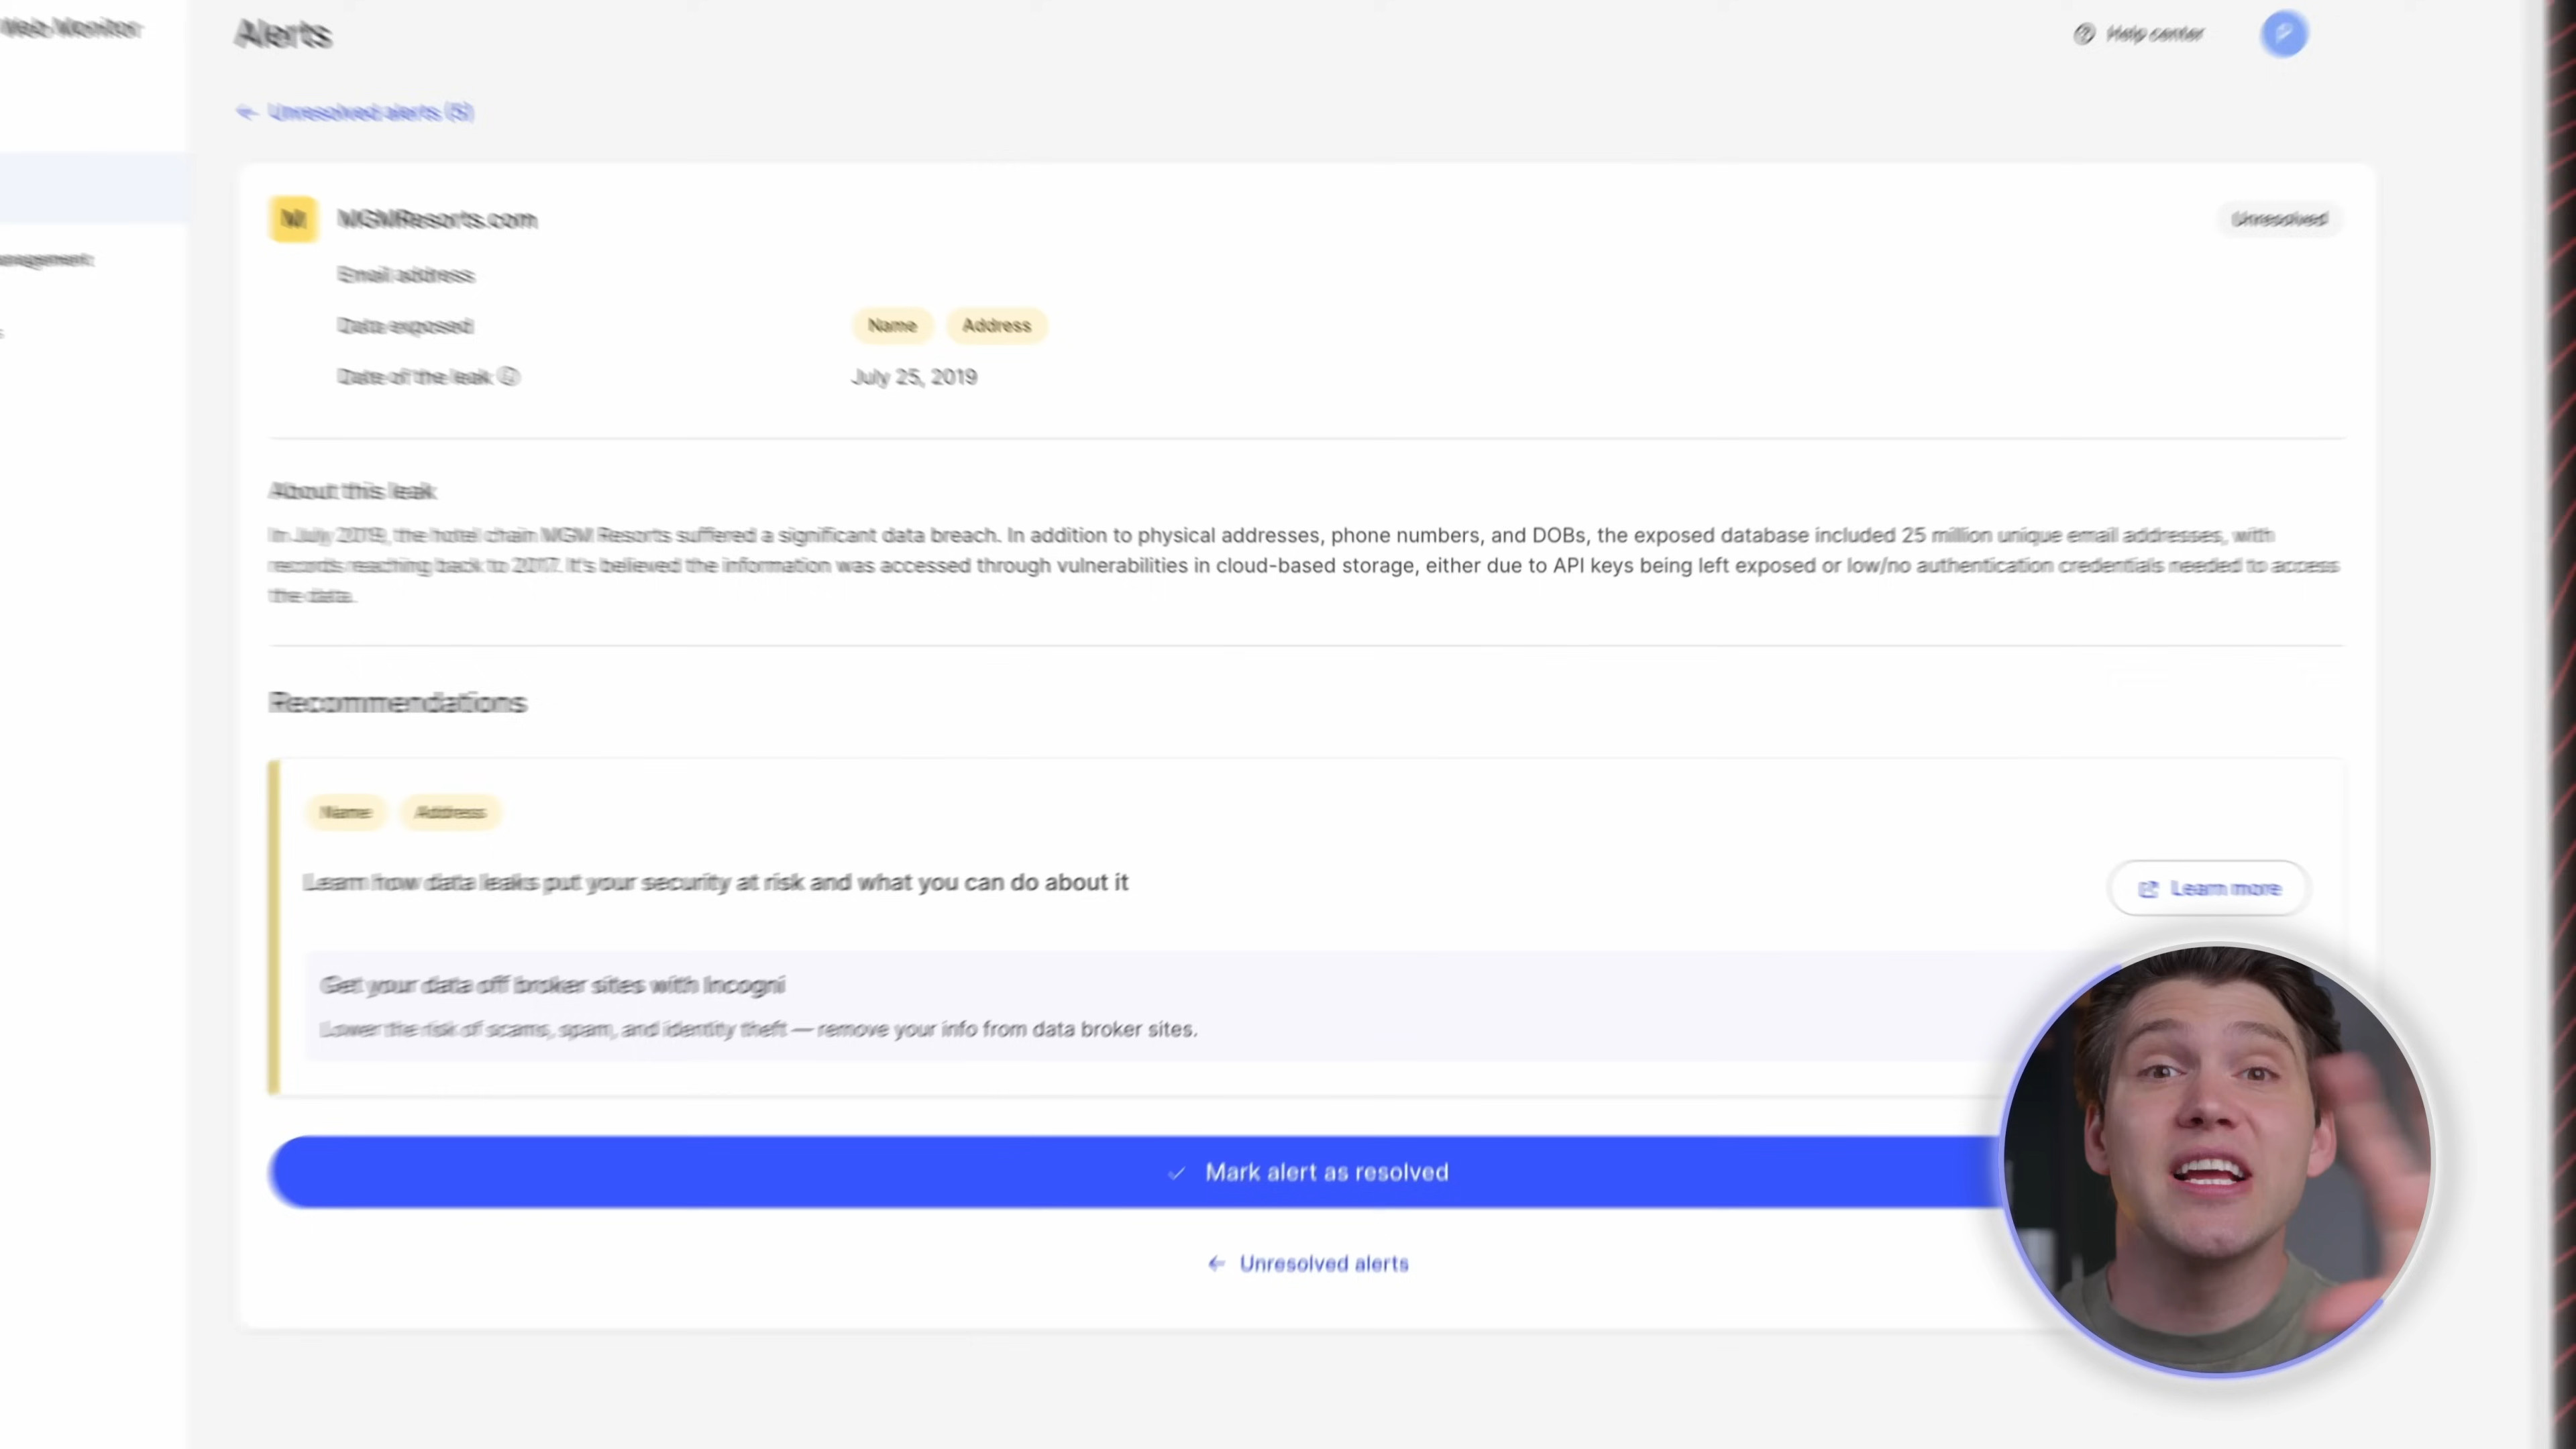 Web Monitor
Alerts
Help center
← Unresolved alerts (5)
M
MGMResorts.com
Unresolved
Email address
Data exposed
Name
Address
Date of the leak
July 25, 2019
About this leak
In July 2019, the hotel chain MGM Resorts suffered a significant data breach. In addition to physical addresses, phone numbers, and DOBs, the exposed database included 25 million unique email addresses, with
records reaching back to 2017. It's believed the information was accessed through vulnerabilities in cloud-based storage, either due to API keys being left exposed or low/no authentication credentials needed to access
the data.
Recommendations
Name
Address
Learn how data leaks put your security at risk and what you can do about it
Learn more
Get your data off broker sites with Incogni
Lower the risk of scams, spam, and identity theft — remove your info from data broker sites.
Mark alert as resolved
← Unresolved alerts